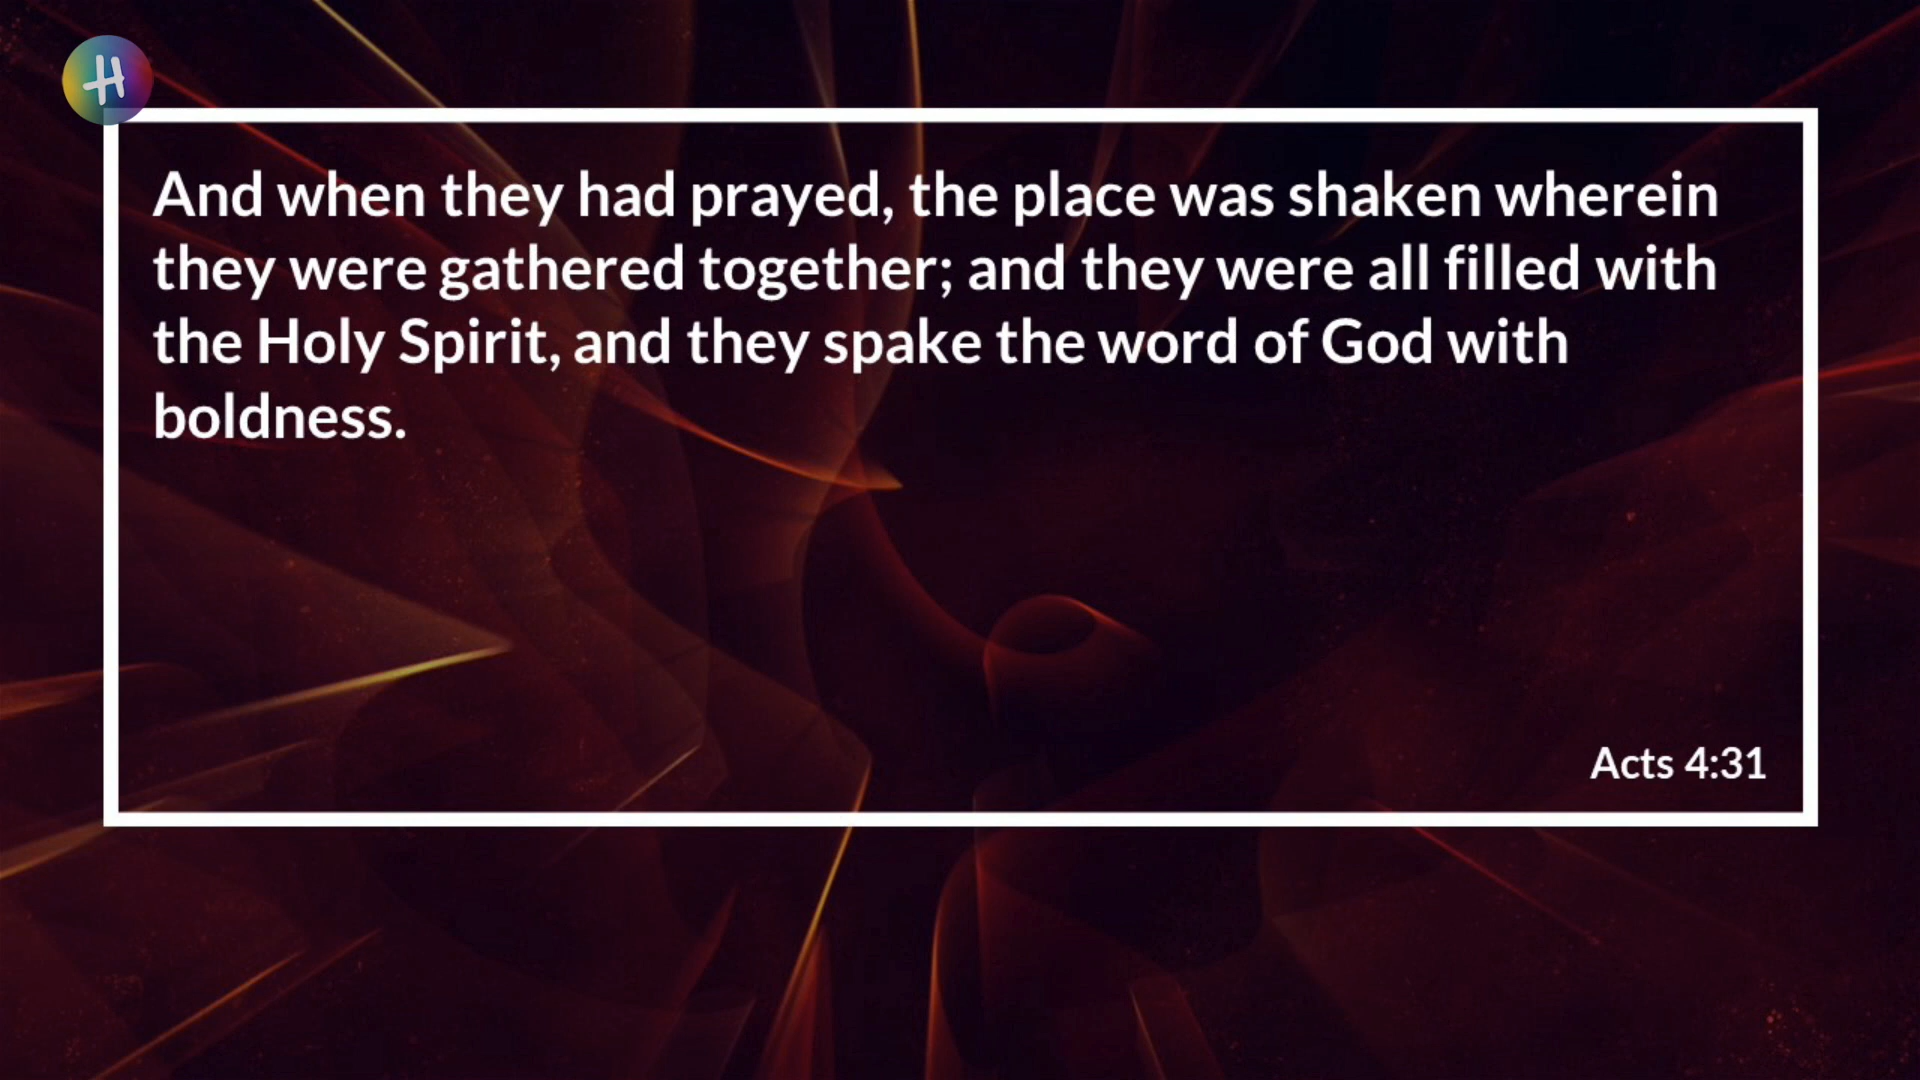 H
And when they had prayed, the place was shaken wherein
they were gathered together; and they were all filled with
the Holy Spirit, and they spake the word of God with
boldness.
Acts 4:31